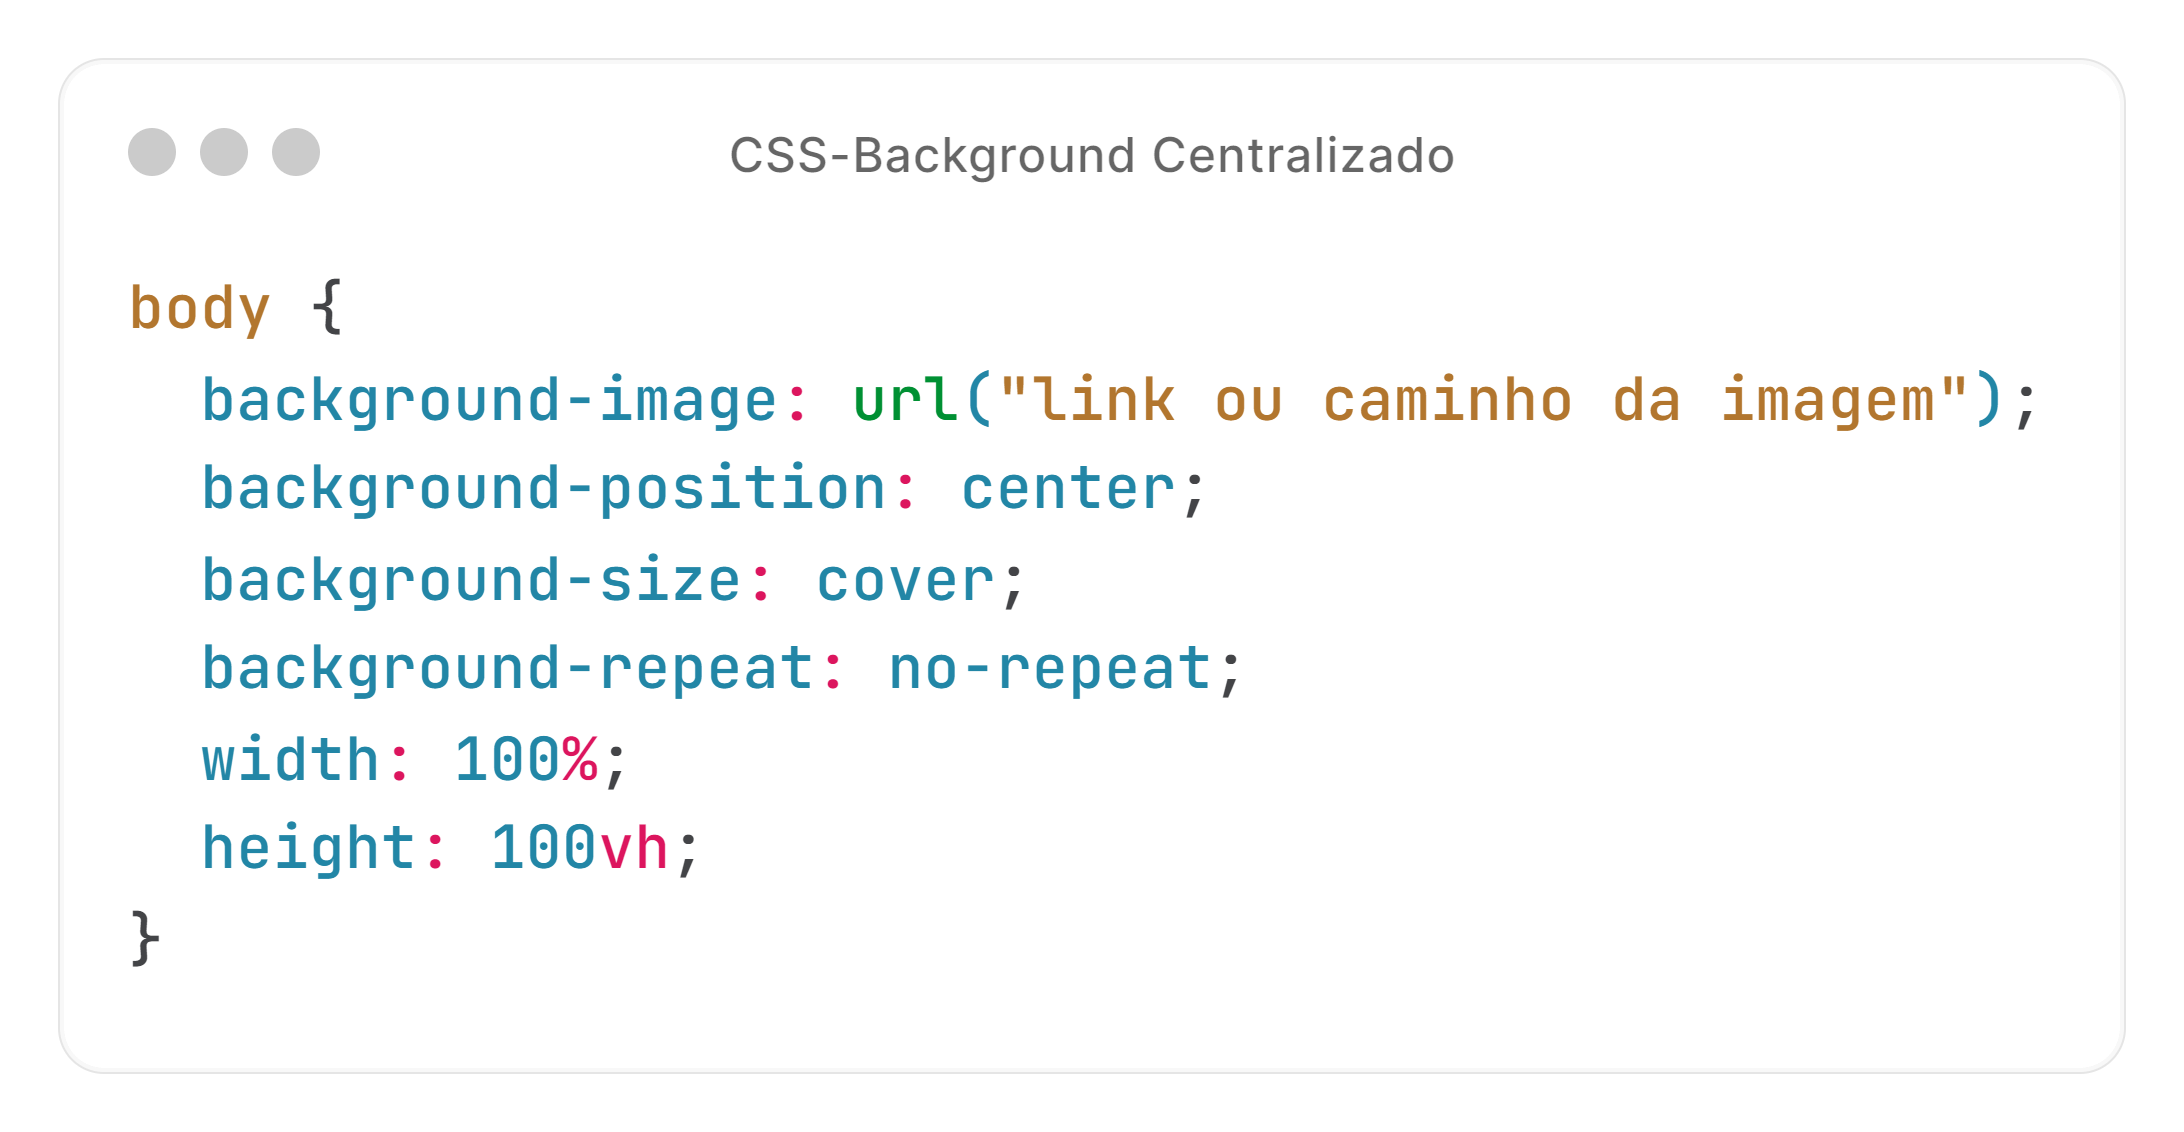 CSS-Background Centralizado
body {
  background-image: url("link ou caminho da imagem");
  background-position: center;
  background-size: cover;
  background-repeat: no-repeat;
  width: 100%;
  height: 100vh;
}